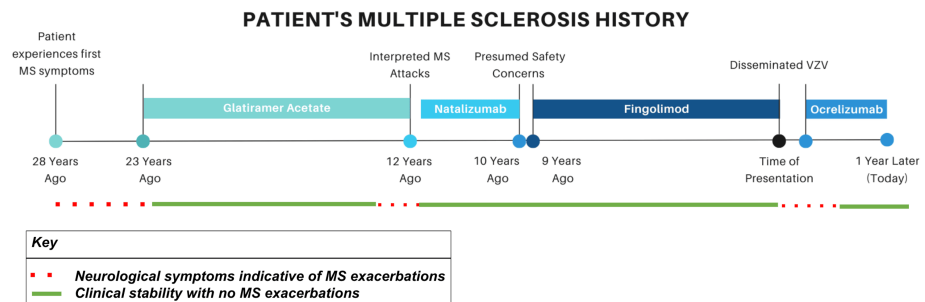 PATIENT'S MULTIPLE SCLEROSIS HISTORY
Patient
experiences first
MS symptoms
Interpreted MS
Attacks
Presumed Safety
Concerns
Disseminated VZV
Glatiramer Acetate
Natalizumab
Fingolimod
Ocrelizumab
28 Years
Ago
23 Years
Ago
12 Years
Ago
10 Years
Ago
9 Years
Ago
Time of
Presentation
1 Year Later
(Today)
Key
Neurological symptoms indicative of MS exacerbations
Clinical stability with no MS exacerbations